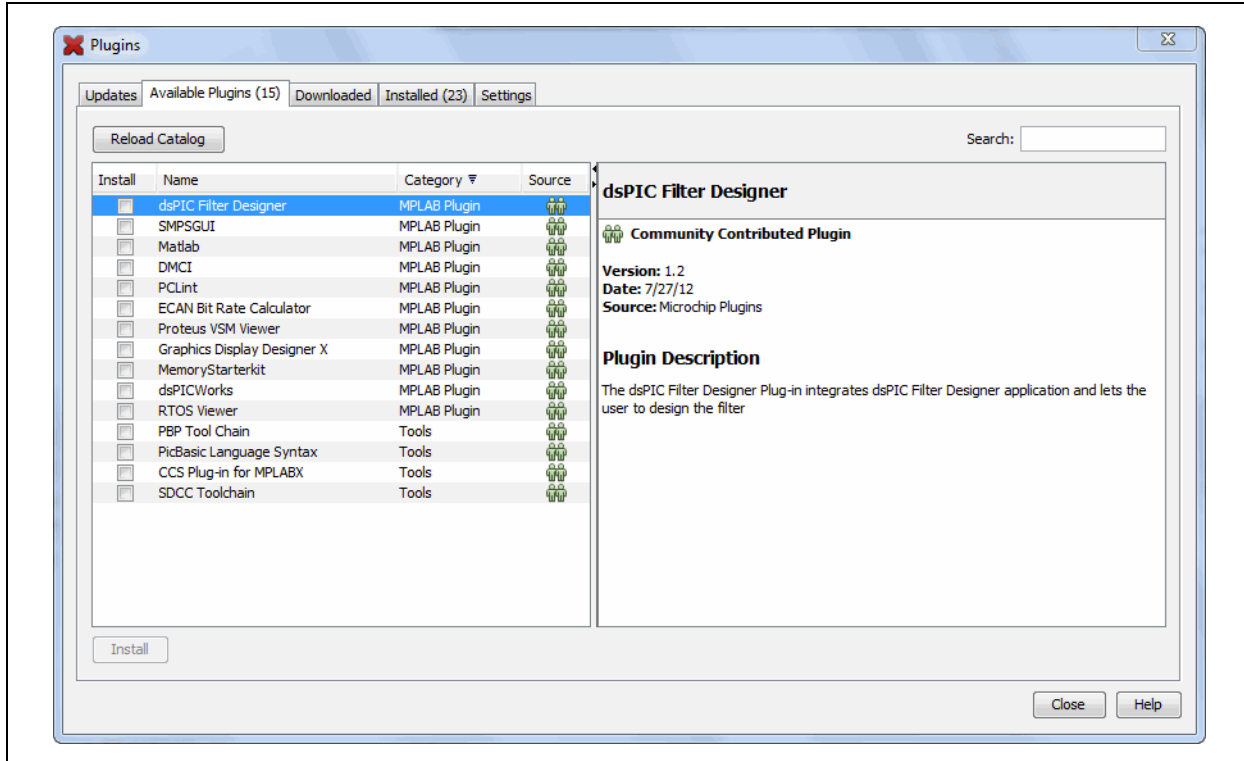 Plugins
Updates Available Plugins (15) Downloaded Installed (23) Settings
Reload Catalog Search:
Install Name Category Source
dsPIC Filter Designer MPLAB Plugin
SMPSGUI MPLAB Plugin
Matlab MPLAB Plugin
DMCI MPLAB Plugin
PCLint MPLAB Plugin
ECAN Bit Rate Calculator MPLAB Plugin
Proteus VSM Viewer MPLAB Plugin
Graphics Display Designer X MPLAB Plugin
MemoryStarterkit MPLAB Plugin
dsPICWorks MPLAB Plugin
RTOS Viewer MPLAB Plugin
PBP Tool Chain Tools
PicBasic Language Syntax Tools
CCS Plug-in for MPLABX Tools
SDCC Toolchain Tools
dsPIC Filter Designer
Community Contributed Plugin
Version: 1.2
Date: 7/27/12
Source: Microchip Plugins
Plugin Description
The dsPIC Filter Designer Plug-in integrates dsPIC Filter Designer application and lets the
user to design the filter
Install
Close Help